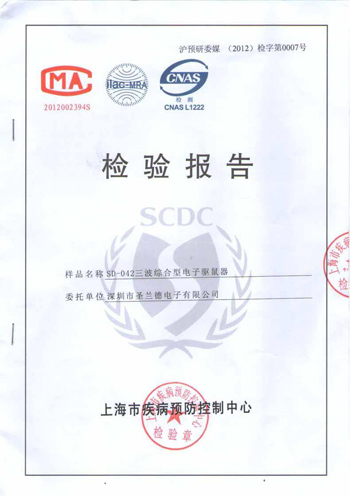 沪预研委媒 (2012) 检字第0007号
CMA
ilac-MRA
CNAS
2012002394S
检测
CNAS L1222
检验报告
SCDC
样品名称 SD-042三波综合型电子驱鼠器
委托单位 深圳市圣兰德电子有限公司
上海市疾病预防控制中心
检验章